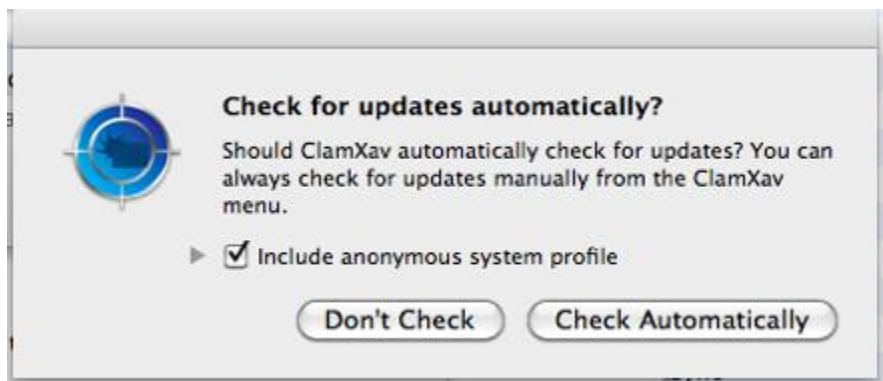 Check for updates automatically?
Should ClamXav automatically check for updates? You can
always check for updates manually from the ClamXav
menu.
Include anonymous system profile
Don't Check
Check Automatically